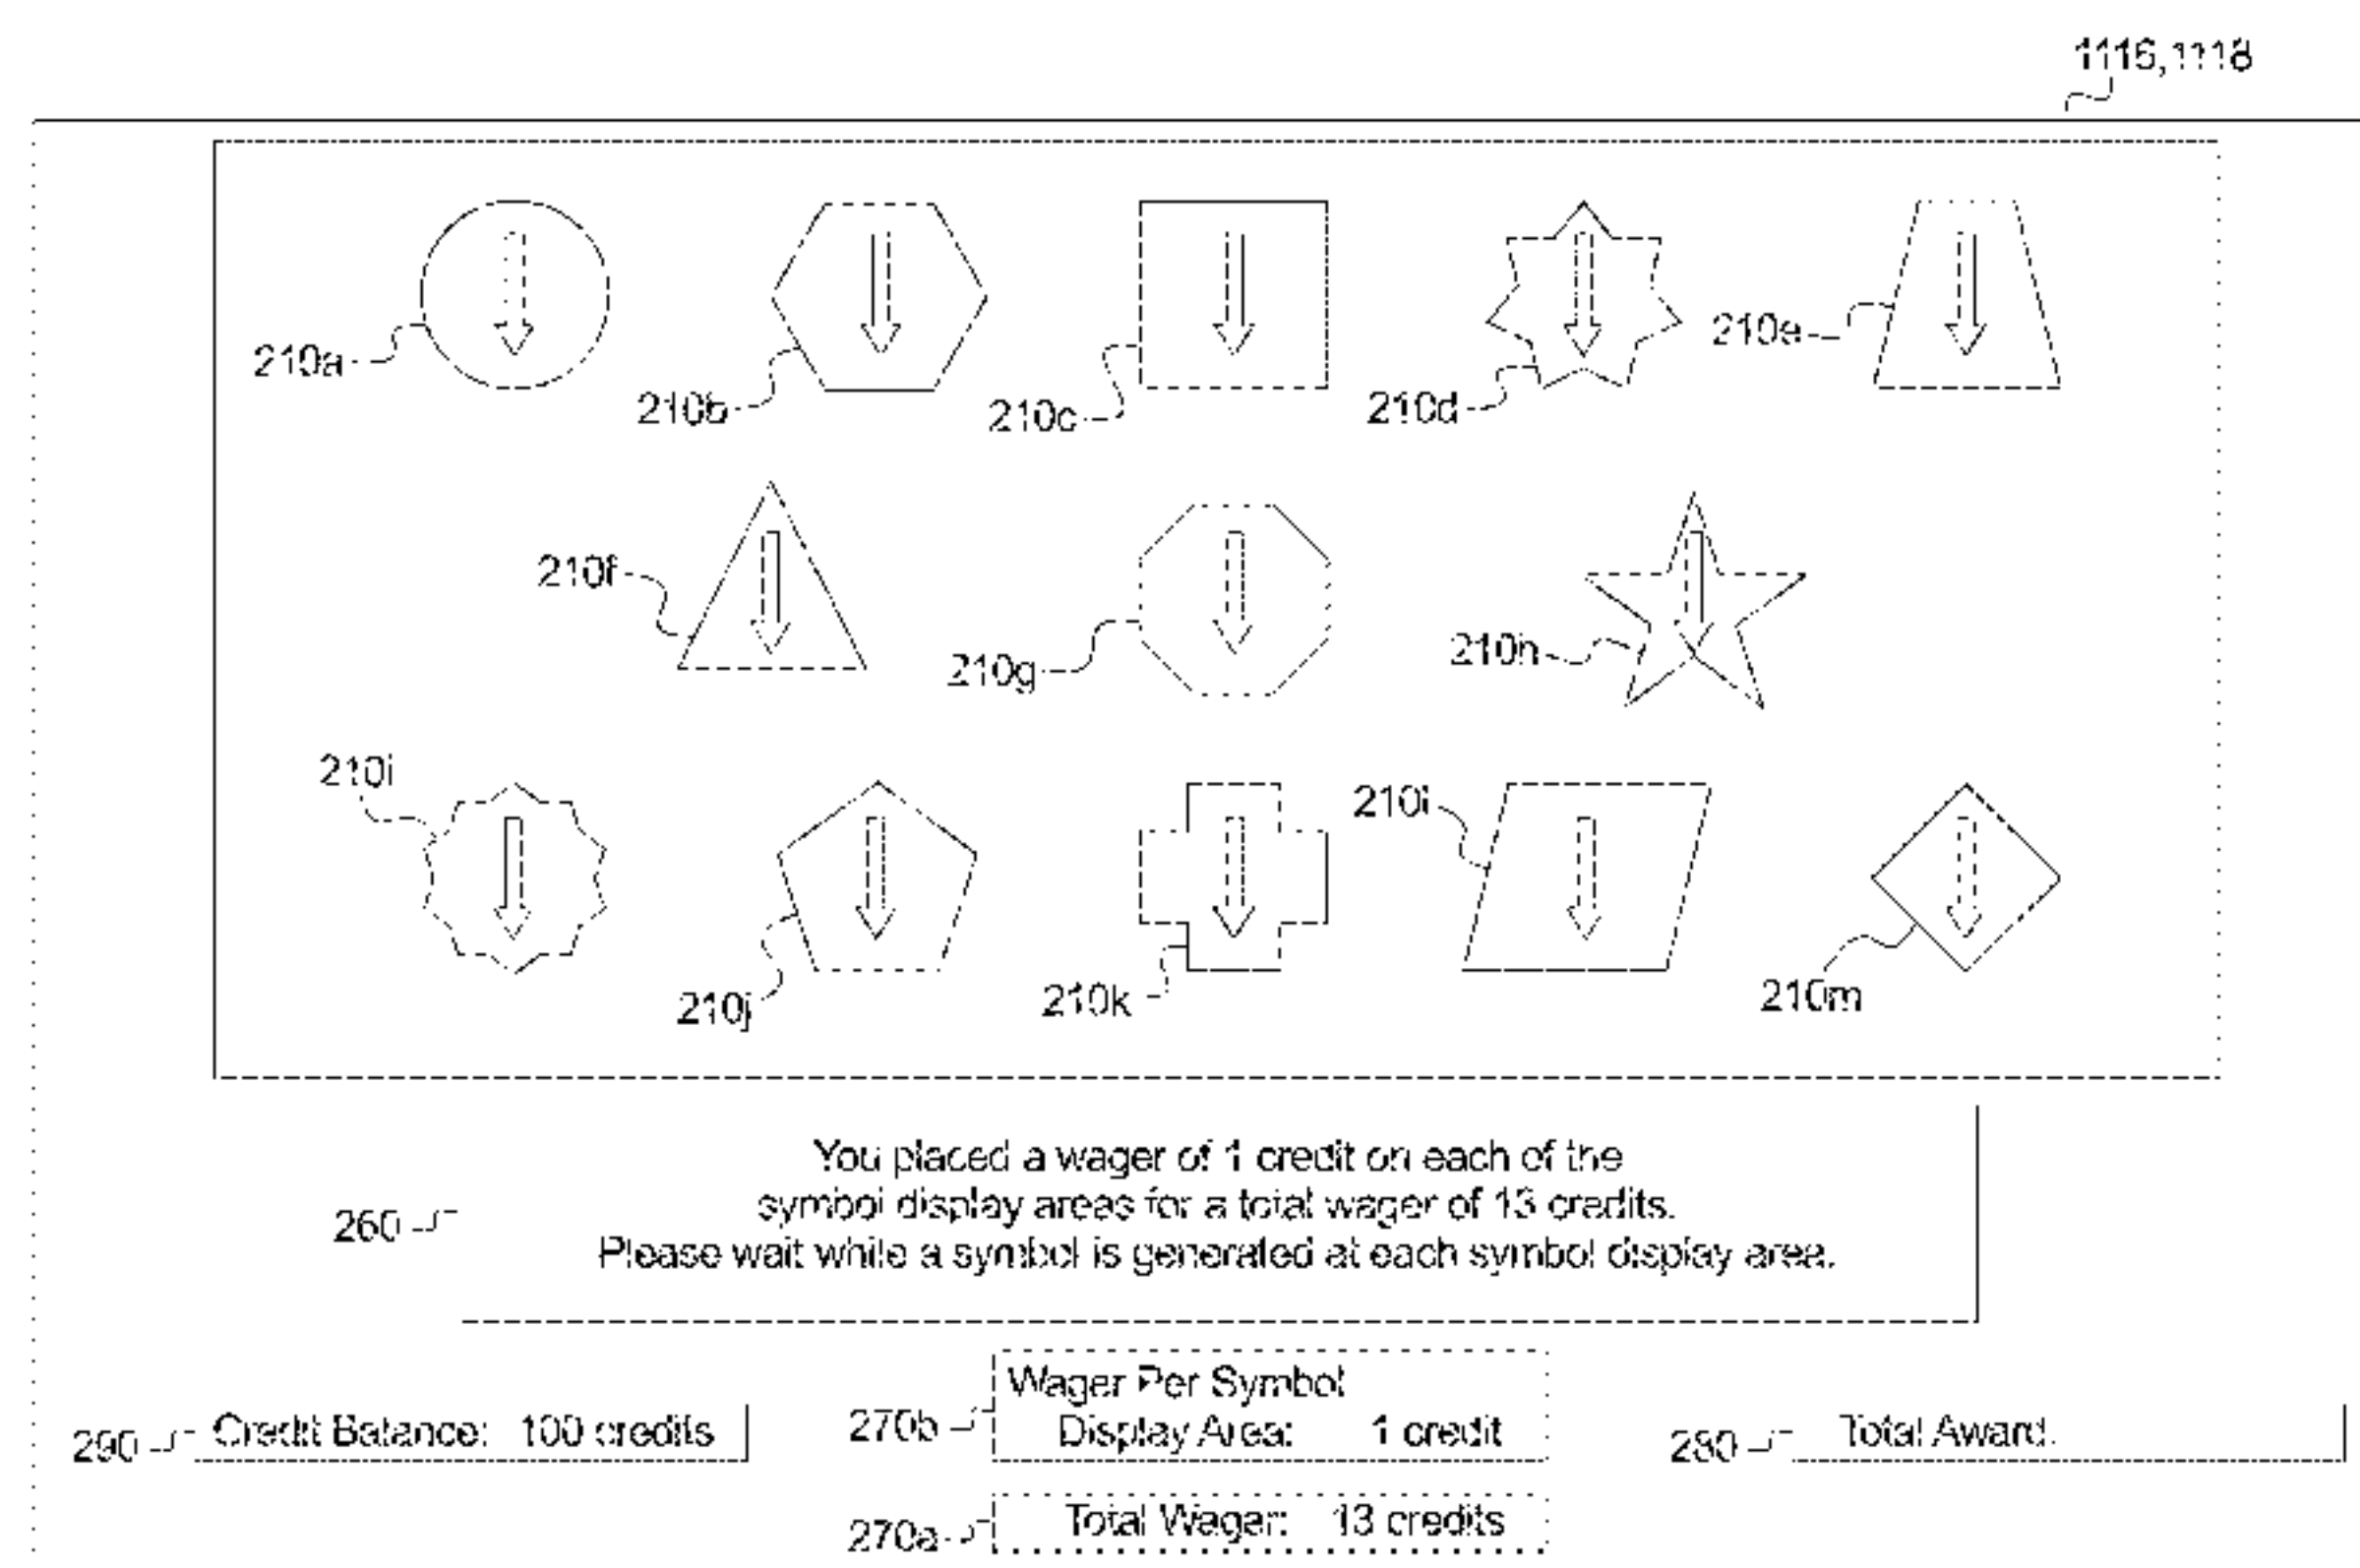 1116,1118
210a
210b
210c
210d
210e
210f
210g
210h
210i
210j
210k
210l
210m
You placed a wager of 1 credit on each of the
symbol display areas for a total wager of 13 credits.
Please wait while a symbol is generated at each symbol display area.
260
Wager Per Symbol
Display Area: 1 credit
270b
290
Credit Balance: 100 credits
280
Total Award:
270a
Total Wager: 13 credits